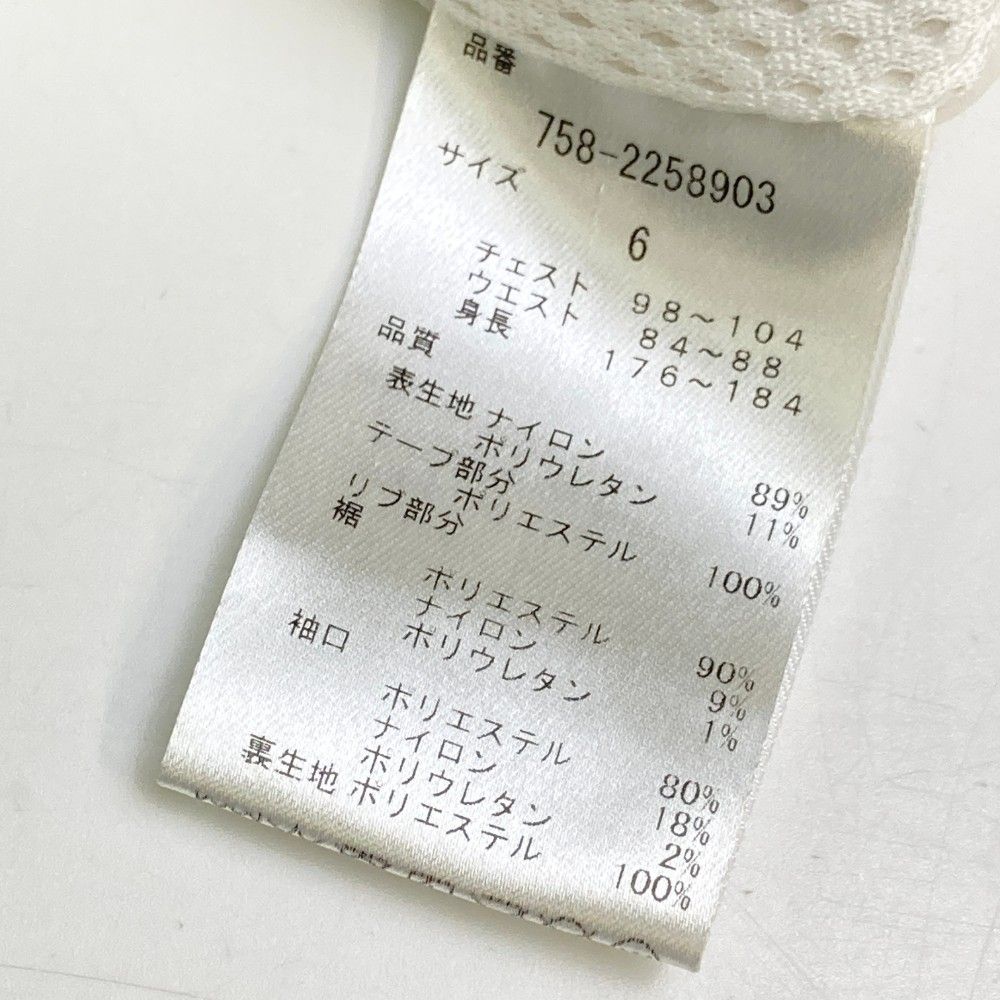 品番
758-2258903
サイズ
6
チェスト 98〜104
ウエスト 84〜88
身長 176〜184
品質
表生地 ナイロン 89%
ポリウレタン 11%
テープ部分
ポリエステル 100%
リブ部分
裾
ポリエステル 90%
ナイロン 9%
ポリウレタン 1%
袖口
ポリエステル 80%
ナイロン 18%
ポリウレタン 2%
裏生地 ポリエステル 100%